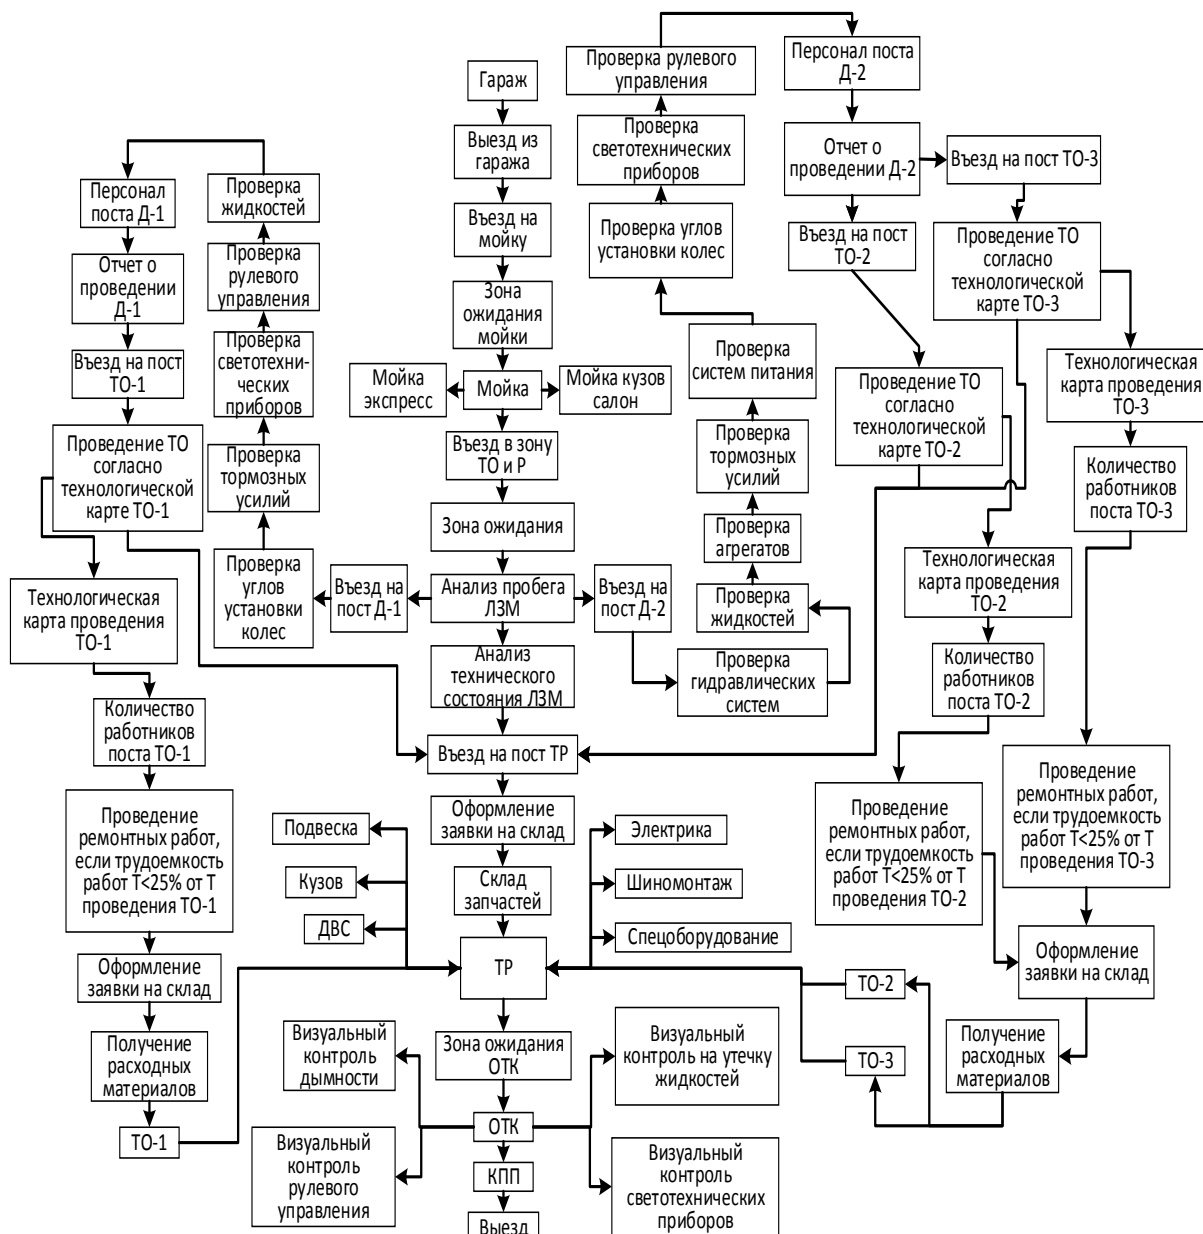 Гараж
Выезд из
гаража
Въезд на
мойку
Зона
ожидания
мойки
Мойка
экспресс
Мойка
Мойка кузов
салон
Въезд в зону
ТО и Р
Зона ожидания
Въезд на
пост Д-1
Анализ пробега
ЛЗМ
Въезд на
пост Д-2
Анализ
технического
состояния ЛЗМ
Въезд на пост ТР
Оформление
заявки на склад
Склад
запчастей
Подвеска
Кузов
ДВС
ТР
Электрика
Шиномонтаж
Спецоборудование
Зона ожидания
ОТК
ОТК
Визуальный
контроль
дымности
Визуальный
контроль на утечку
жидкостей
Визуальный
контроль
рулевого
управления
Визуальный
контроль
светотехнических
приборов
КПП
Выезд
Проверка
углов
установки
колес
Проверка
тормозных
усилий
Проверка
светотехни-
ческих
приборов
Проверка
рулевого
управления
Проверка
жидкостей
Персонал
поста Д-1
Отчет о
проведении
Д-1
Въезд на пост
ТО-1
Проведение ТО
согласно
технологической
карте ТО-1
Технологическая
карта проведения
ТО-1
Количество
работников
поста ТО-1
Проведение
ремонтных работ,
если трудоемкость
работ Т<25% от Т
проведения ТО-1
Оформление
заявки на склад
Получение
расходных
материалов
ТО-1
Проверка
гидравлических
систем
Проверка
жидкостей
Проверка
агрегатов
Проверка
тормозных
усилий
Проверка
систем питания
Проверка углов
установки колес
Проверка
светотехнических
приборов
Проверка рулевого
управления
Персонал поста
Д-2
Отчет о
проведении Д-2
Въезд на пост ТО-3
Въезд на пост
ТО-2
Проведение ТО
согласно
технологической
карте ТО-3
Проведение ТО
согласно
технологической
карте ТО-2
Технологическая
карта проведения
ТО-3
Количество
работников
поста ТО-3
Технологическая
карта проведения
ТО-2
Количество
работников
поста ТО-2
Проведение
ремонтных работ,
если трудоемкость
работ Т<25% от Т
проведения ТО-2
Проведение
ремонтных работ,
если трудоемкость
работ Т<25% от Т
проведения ТО-3
Оформление
заявки на склад
Получение
расходных
материалов
ТО-2
ТО-3